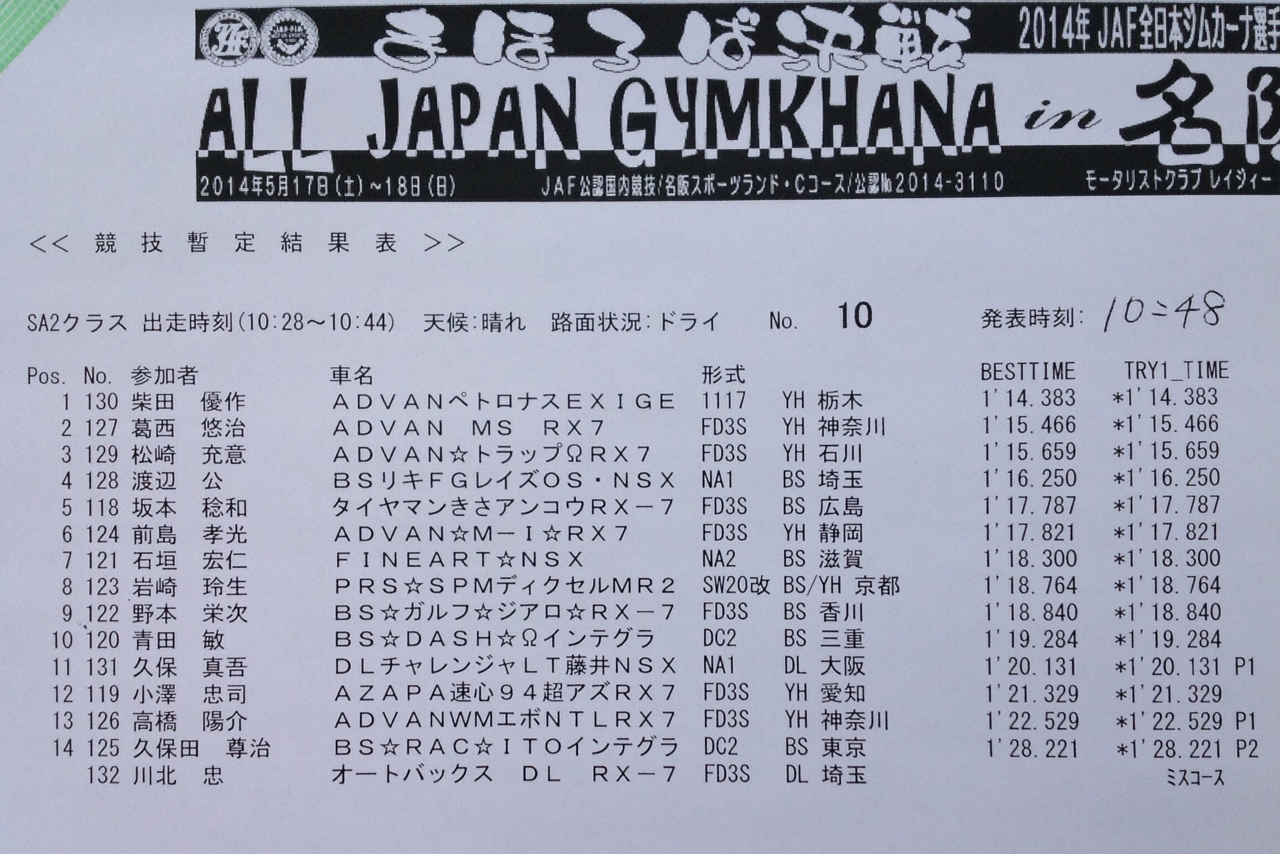 まほろば決戦 2014年 JAF全日本ジムカーナ選手
ALL JAPAN GYMKHANA in 名阪
2014年5月17日(土)~18日(日) JAF公認国内競技/名阪スポーツランド・Cコース/公認№2014-3110 モータリストクラブ レイジィー
<< 競 技 暫 定 結 果 表 >>
SA2クラス 出走時刻(10:28~10:44) 天候:晴れ 路面状況:ドライ No. 10 発表時刻: 10:48
Pos. No. 参加者 車名 形式 BESTTIME TRY1_TIME
1 130 柴田 優作 ADVANペトロナスEXIGE 1117 YH 栃木 1'14.383 *1'14.383
2 127 葛西 悠治 ADVAN MS RX7 FD3S YH 神奈川 1'15.466 *1'15.466
3 129 松崎 充意 ADVAN☆トラップΩRX7 FD3S YH 石川 1'15.659 *1'15.659
4 128 渡辺 公 BSリキFGレイズOS・NSX NA1 BS 埼玉 1'16.250 *1'16.250
5 118 坂本 稔和 タイヤマンきさアンコウRX-7 FD3S BS 広島 1'17.787 *1'17.787
6 124 前島 孝光 ADVAN☆M-I☆RX7 FD3S YH 静岡 1'17.821 *1'17.821
7 121 石垣 宏仁 FINEART☆NSX NA2 BS 滋賀 1'18.300 *1'18.300
8 123 岩崎 玲生 PRS☆SPMディクセルMR2 SW20改 BS/YH 京都 1'18.764 *1'18.764
9 122 野本 栄次 BS☆ガルフ☆ジアロ☆RX-7 FD3S BS 香川 1'18.840 *1'18.840
10 120 青田 敏 BS☆DASH☆Ωインテグラ DC2 BS 三重 1'19.284 *1'19.284
11 131 久保 真吾 DLチャレンジャLT藤井NSX NA1 DL 大阪 1'20.131 *1'20.131 P1
12 119 小澤 忠司 AZAPA速心94超アズRX7 FD3S YH 愛知 1'21.329 *1'21.329
13 126 高橋 陽介 ADVANWMエボNTLRX7 FD3S YH 神奈川 1'22.529 *1'22.529 P1
14 125 久保田 尊治 BS☆RAC☆ITOインテグラ DC2 BS 東京 1'28.221 *1'28.221 P2
132 川北 忠 オートバックス DL RX-7 FD3S DL 埼玉 ミスコース